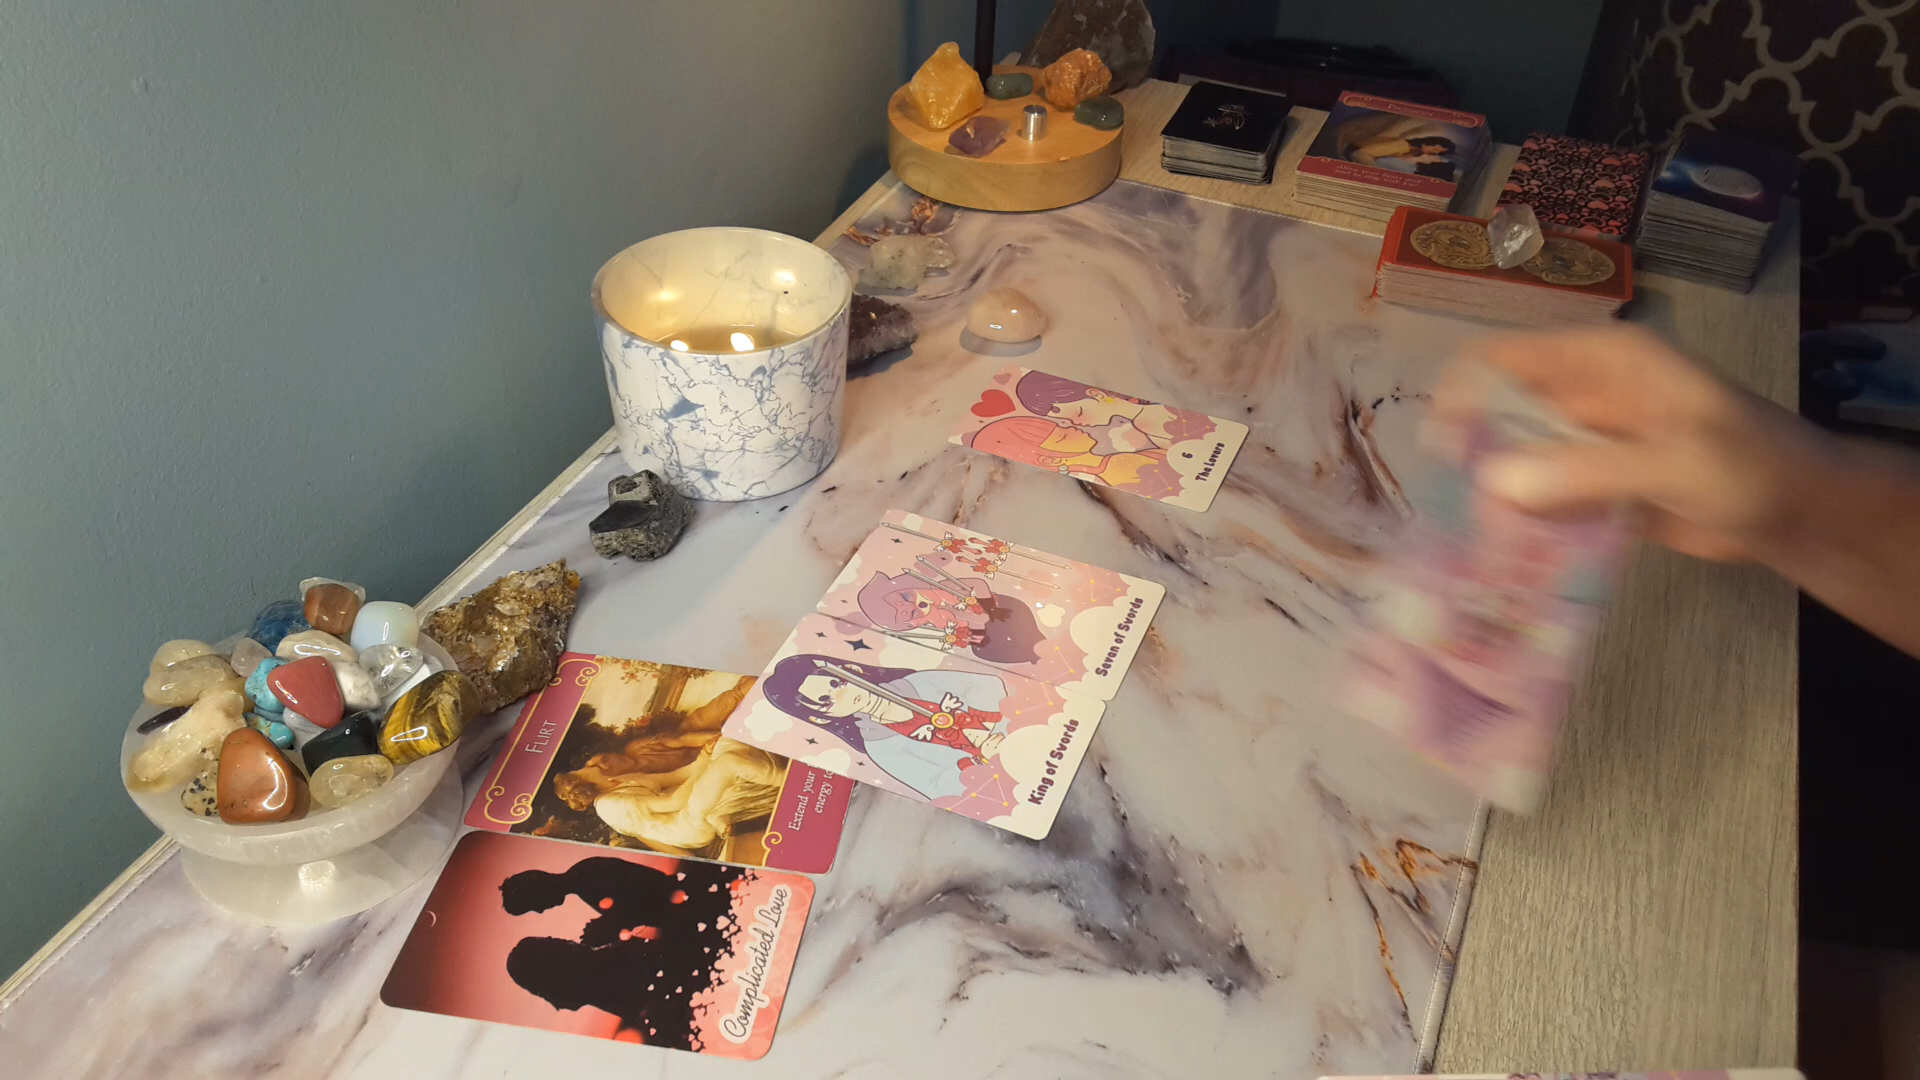 6
The Lovers
Seven of Swords
King of Swords
FLIRT
Extend your
energy to
Complicated Love